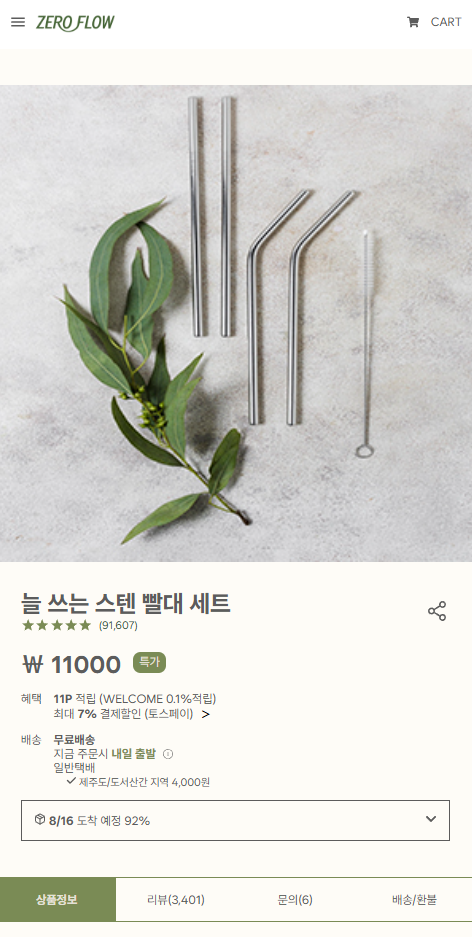 ZERO FLOW
CART
늘 쓰는 스텐 빨대 세트
★★★★★ (91,607)
₩ 11000 특가
혜택 11P 적립 (WELCOME 0.1%적립)
최대 7% 결제할인 (토스페이) >
배송 무료배송
지금 주문시 내일 출발
일반택배
제주도/도서산간 지역 4,000원
8/16 도착 예정 92%
상품정보 리뷰(3,401) 문의(6) 배송/환불